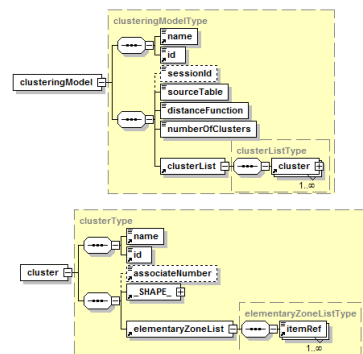 clusteringModelType
name
id
clusteringModel
sessionId
sourceTable
distanceFunction
numberOfClusters
clusterListType
clusterList
cluster
1..∞
clusterType
name
id
cluster
associateNumber
_SHAPE_
elementaryZoneListType
elementaryZoneList
itemRef
1..∞